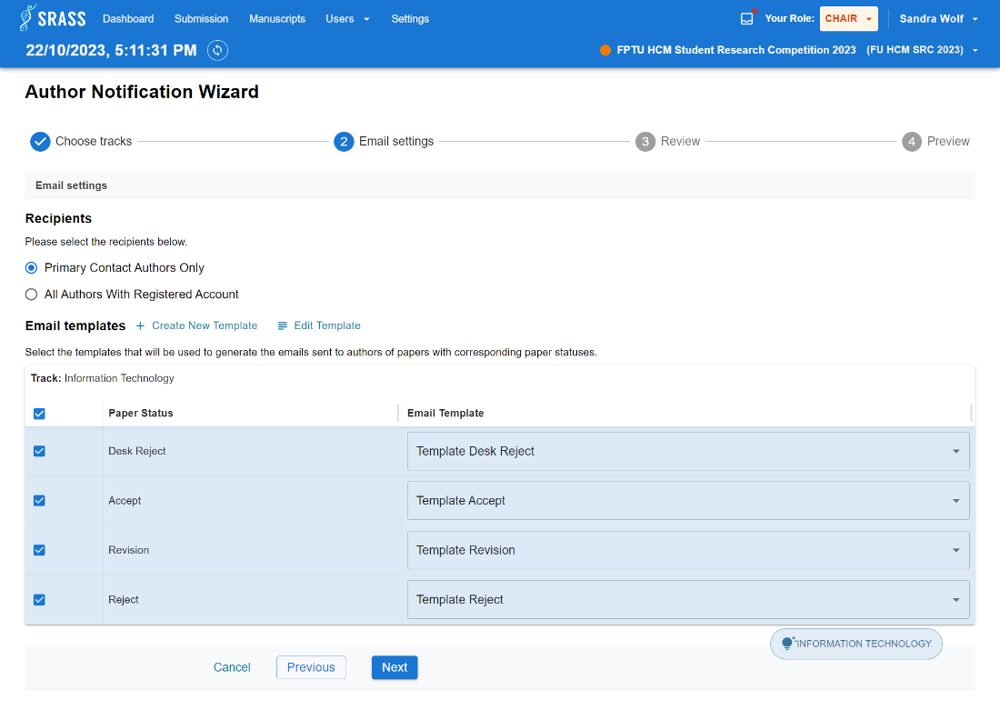 SRASS Dashboard Submission Manuscripts Users Settings Your Role: CHAIR Sandra Wolf
22/10/2023, 5:11:31 PM FPTU HCM Student Research Competition 2023 (FU HCM SRC 2023)
Author Notification Wizard
Choose tracks 2 Email settings 3 Review 4 Preview
Email settings
Recipients
Please select the recipients below.
Primary Contact Authors Only
All Authors With Registered Account
Email templates + Create New Template Edit Template
Select the templates that will be used to generate the emails sent to authors of papers with corresponding paper statuses.
Track: Information Technology
Paper Status Email Template
Desk Reject Template Desk Reject
Accept Template Accept
Revision Template Revision
Reject Template Reject
INFORMATION TECHNOLOGY
Cancel Previous Next